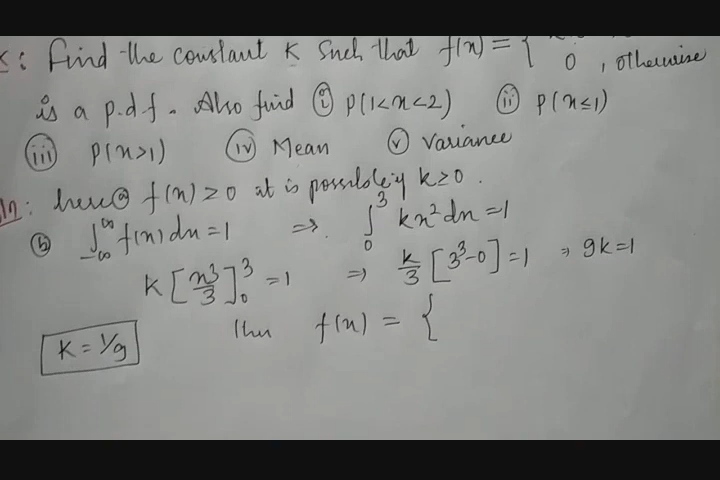 : Find the constant K such that f(x) = {
0 , otherwise
is a p.d.f. Also find (i) P(1<x<2) (ii) P(x≤1)
(iii) P(x>1) (iv) Mean (v) Variance
: here (a) f(x) ≥ 0 it is possible if k≥0.
(b) ∫_{-∞}^{∞} f(x) dx = 1 ⇒ ∫_0^3 kx² dx = 1
K [x³/3]_0^3 = 1 ⇒ k/3 [3³-0] = 1 ⇒ 9k=1
K = 1/9 Thus f(x) = {